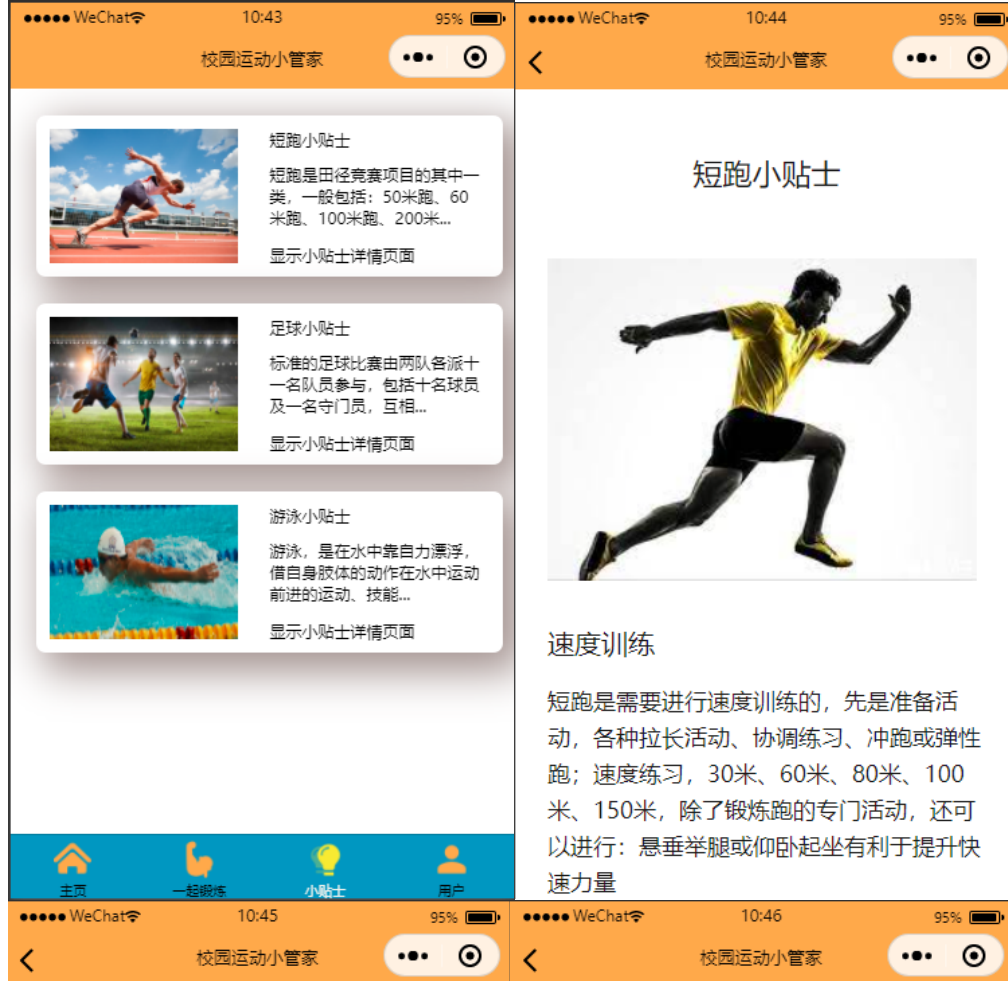 WeChat 10:43 95%
校园运动小管家
短跑小贴士
短跑是田径竞赛项目的其中一
类，一般包括：50米跑、60
米跑、100米跑、200米...
显示小贴士详情页面
足球小贴士
标准的足球比赛由两队各派十
一名队员参与，包括十名球员
及一名守门员，互相...
显示小贴士详情页面
游泳小贴士
游泳，是在水中靠自力漂浮，
借自身肢体的动作在水中运动
前进的运动、技能...
显示小贴士详情页面
主页 一起锻炼 小贴士 用户
WeChat 10:44 95%
校园运动小管家
短跑小贴士
速度训练
短跑是需要进行速度训练的，先是准备活
动，各种拉长活动、协调练习、冲跑或弹性
跑；速度练习，30米、60米、80米、100
米、150米，除了锻炼跑的专门活动，还可
以进行：悬垂举腿或仰卧起坐有利于提升快
速力量
WeChat 10:45 95%
校园运动小管家
WeChat 10:46 95%
校园运动小管家